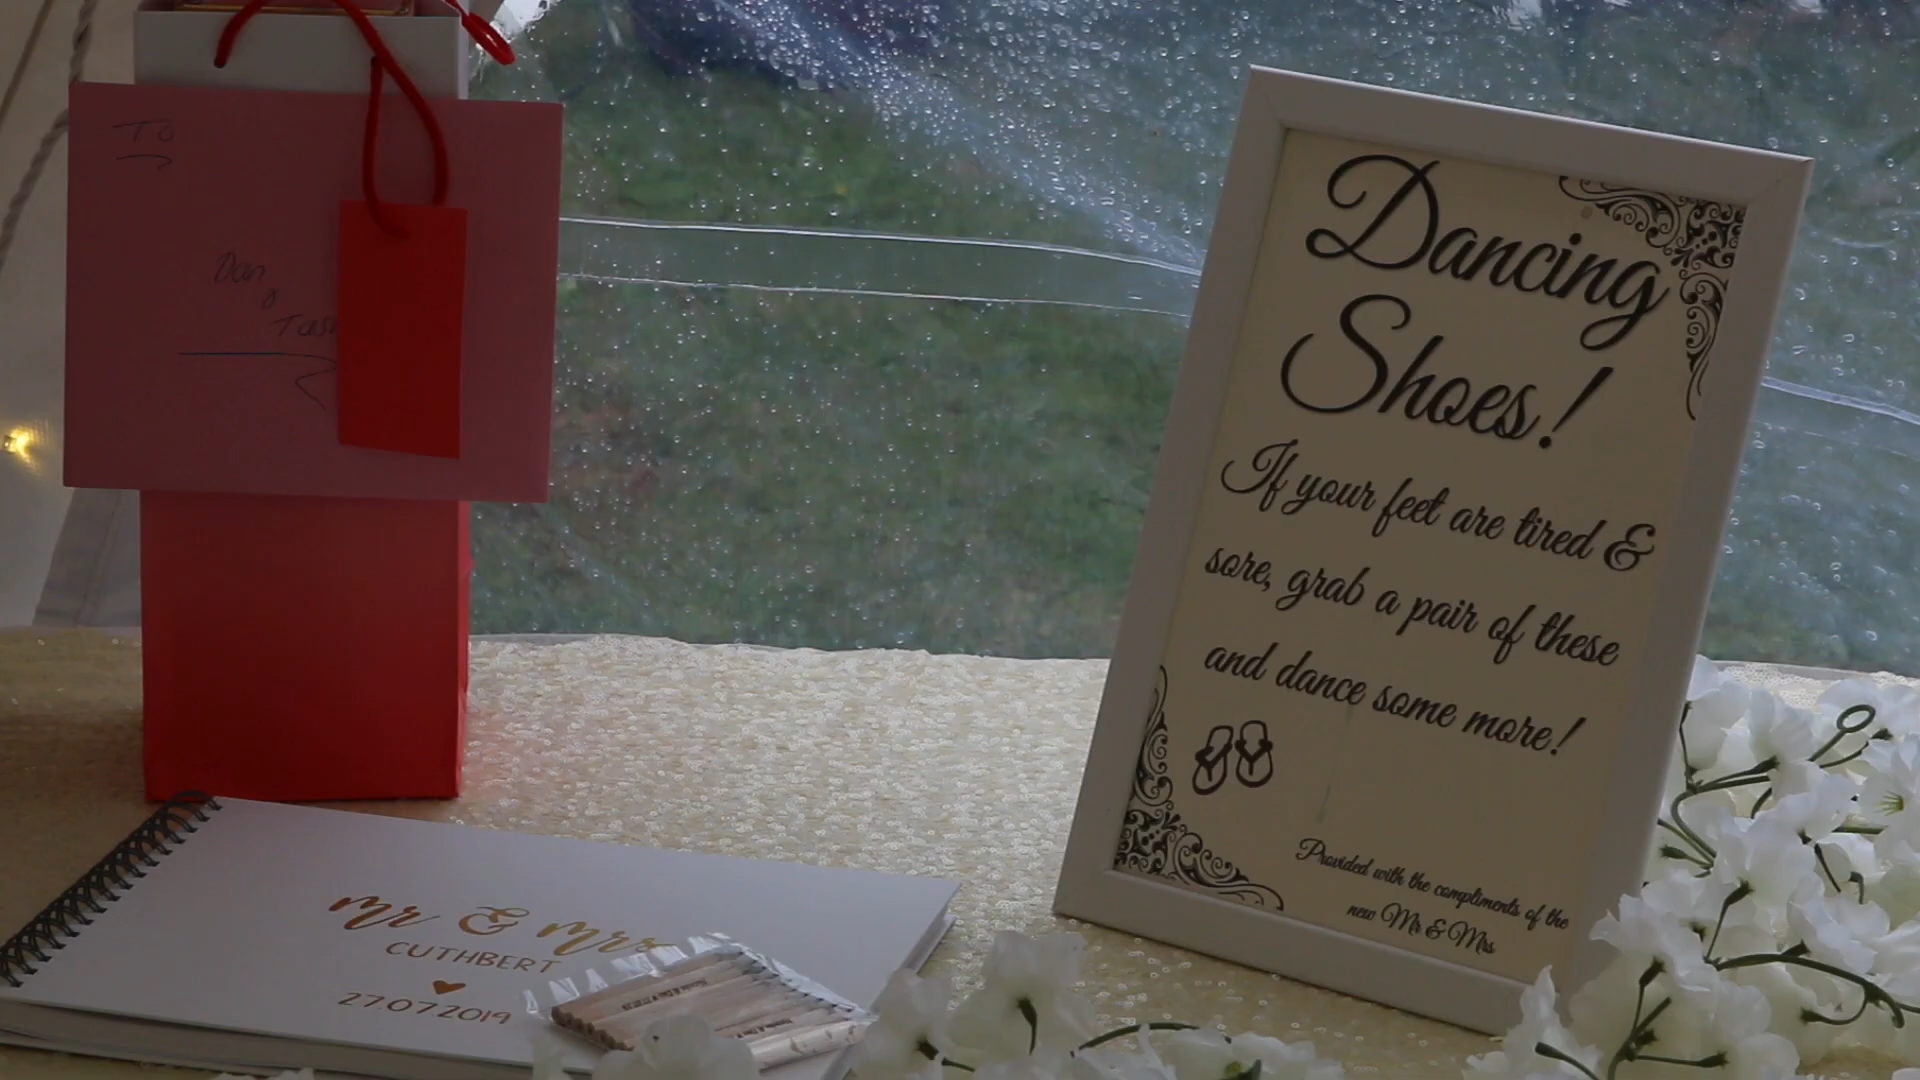 To
Dan
&
Dancing
Shoes!
If your feet are tired &
sore, grab a pair of these
and dance some more!
Provided with the compliments of the
new Mr & Mrs
mr & mrs
CUTHBERT
27.07.2019